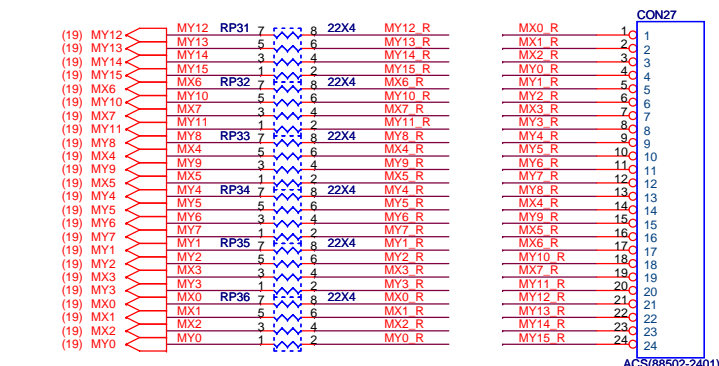 CON27
(19) MY12 MY12 RP31 7 8 22X4 MY12_R MX0_R 1 1
(19) MY13 MY13 5 6 MY13_R MX1_R 2 2
(19) MY14 MY14 3 4 MY14_R MX2_R 3 3
(19) MY15 MY15 1 2 MY15_R MY0_R 4 4
(19) MX6 MX6 RP32 7 8 22X4 MX6_R MY1_R 5 5
(19) MY10 MY10 5 6 MY10_R MY2_R 6 6
(19) MX7 MX7 3 4 MX7_R MX3_R 7 7
(19) MY11 MY11 1 2 MY11_R MY3_R 8 8
(19) MY8 MY8 RP33 7 8 22X4 MY8_R MY4_R 9 9
(19) MX4 MX4 5 6 MX4_R MY5_R 10 10
(19) MY9 MY9 3 4 MY9_R MY6_R 11 11
(19) MX5 MX5 1 2 MX5_R MY7_R 12 12
(19) MY4 MY4 RP34 7 8 22X4 MY4_R MY8_R 13 13
(19) MY5 MY5 5 6 MY5_R MX4_R 14 14
(19) MY6 MY6 3 4 MY6_R MY9_R 15 15
(19) MY7 MY7 1 2 MY7_R MX5_R 16 16
(19) MY1 MY1 RP35 7 8 22X4 MY1_R MX6_R 17 17
(19) MY2 MY2 5 6 MY2_R MY10_R 18 18
(19) MX3 MX3 3 4 MX3_R MX7_R 19 19
(19) MY3 MY3 1 2 MY3_R MY11_R 20 20
(19) MX0 MX0 RP36 7 8 22X4 MX0_R MY12_R 21 21
(19) MX1 MX1 5 6 MX1_R MY13_R 22 22
(19) MX2 MX2 3 4 MX2_R MY14_R 23 23
(19) MY0 MY0 1 2 MY0_R MY15_R 24 24
ACS(88502-2401)